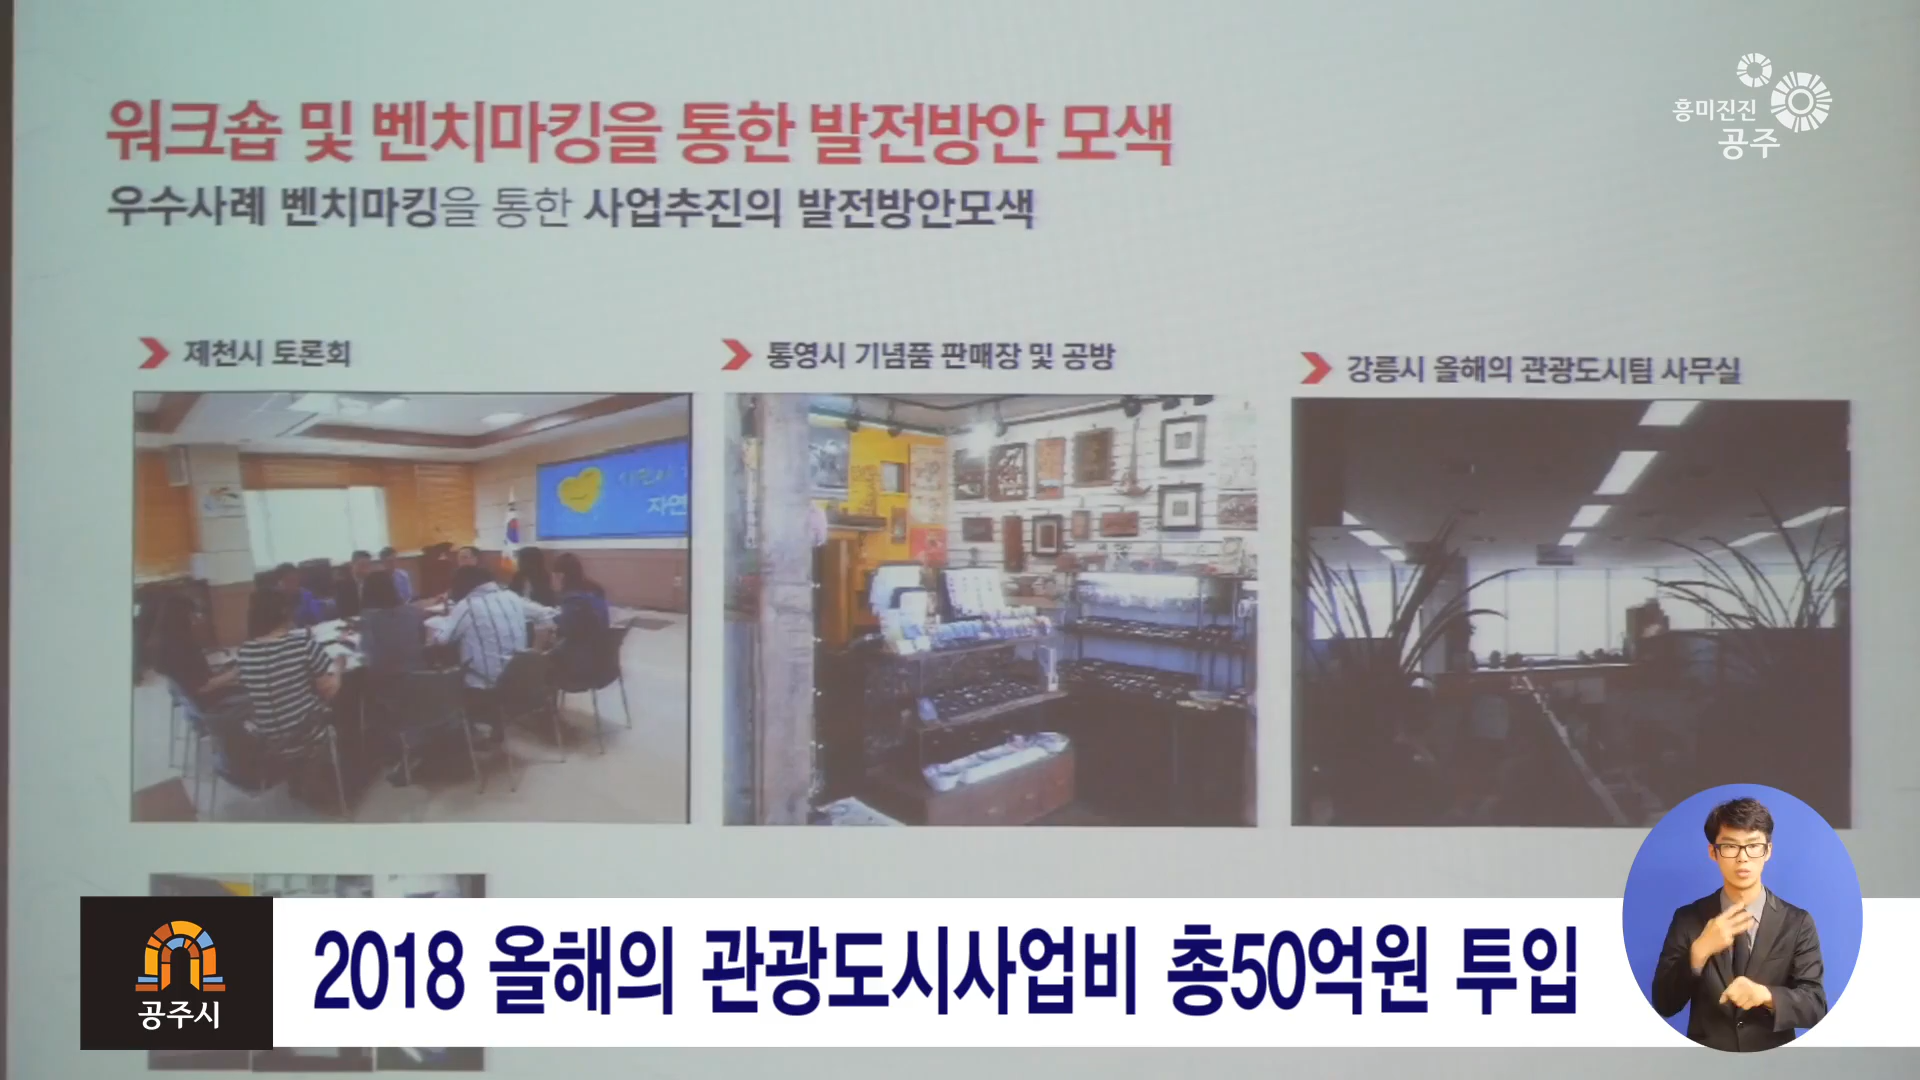 워크숍 및 벤치마킹을 통한 발전방안 모색
우수사례 벤치마킹을 통한 사업추진의 발전방안모색
흥미진진
공주
제천시 토론회
통영시 기념품 판매장 및 공방
강릉시 올해의 관광도시팀 사무실
자연
공주시
2018 올해의 관광도시사업비 총50억원 투입